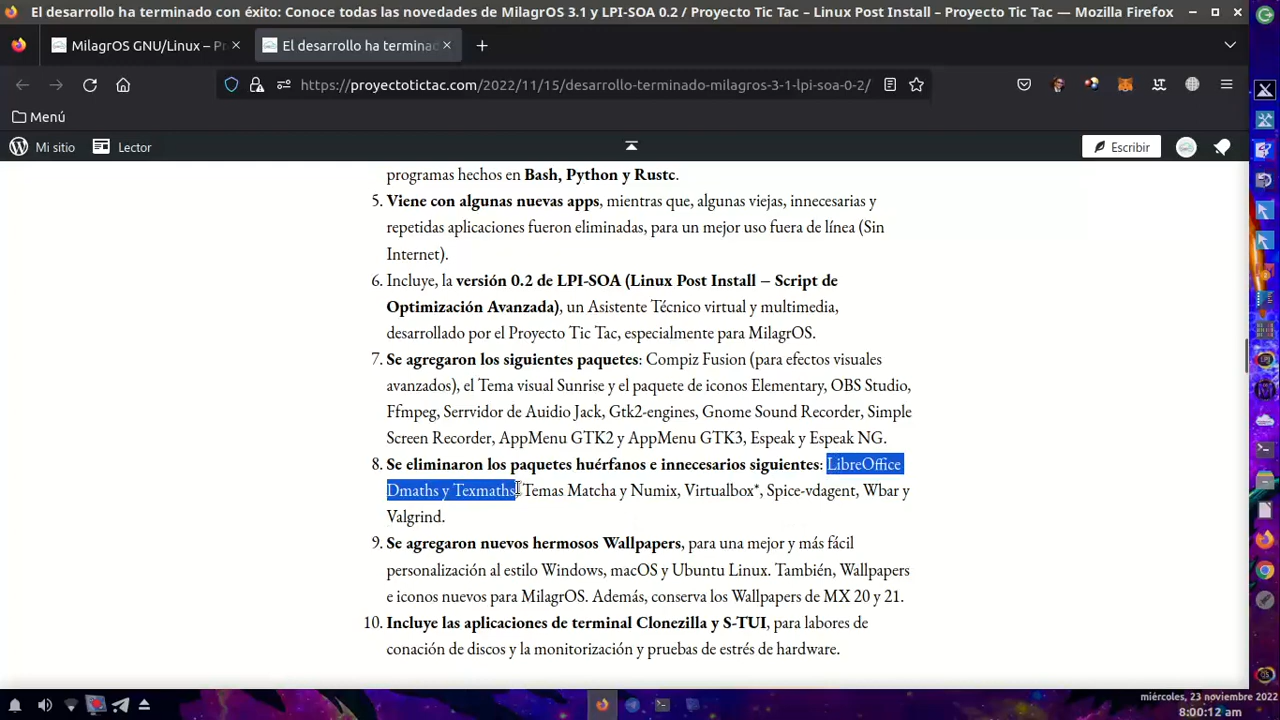 El desarrollo ha terminado con éxito: Conoce todas las novedades de MilagrOS 3.1 y LPI-SOA 0.2 / Proyecto Tic Tac – Linux Post Install – Proyecto Tic Tac — Mozilla Firefox
MilagrOS GNU/Linux – P
El desarrollo ha terminad
https://proyectotictac.com/2022/11/15/desarrollo-terminado-milagros-3-1-lpi-soa-0-2/
Menú
Mi sitio
Lector
Escribir
programas hechos en Bash, Python y Rustc.
5. Viene con algunas nuevas apps, mientras que, algunas viejas, innecesarias y
repetidas aplicaciones fueron eliminadas, para un mejor uso fuera de línea (Sin
Internet).
6. Incluye, la versión 0.2 de LPI-SOA (Linux Post Install – Script de
Optimización Avanzada), un Asistente Técnico virtual y multimedia,
desarrollado por el Proyecto Tic Tac, especialmente para MilagrOS.
7. Se agregaron los siguientes paquetes: Compiz Fusion (para efectos visuales
avanzados), el Tema visual Sunrise y el paquete de iconos Elementary, OBS Studio,
Ffmpeg, Serrvidor de Auidio Jack, Gtk2-engines, Gnome Sound Recorder, Simple
Screen Recorder, AppMenu GTK2 y AppMenu GTK3, Espeak y Espeak NG.
8. Se eliminaron los paquetes huérfanos e innecesarios siguientes: LibreOffice
Dmaths y Texmaths, Temas Matcha y Numix, Virtualbox*, Spice-vdagent, Wbar y
Valgrind.
9. Se agregaron nuevos hermosos Wallpapers, para una mejor y más fácil
personalización al estilo Windows, macOS y Ubuntu Linux. También, Wallpapers
e iconos nuevos para MilagrOS. Además, conserva los Wallpapers de MX 20 y 21.
10. Incluye las aplicaciones de terminal Clonezilla y S-TUI, para labores de
conación de discos y la monitorización y pruebas de estrés de hardware.
miércoles, 23 noviembre 2022
8:00:12 am